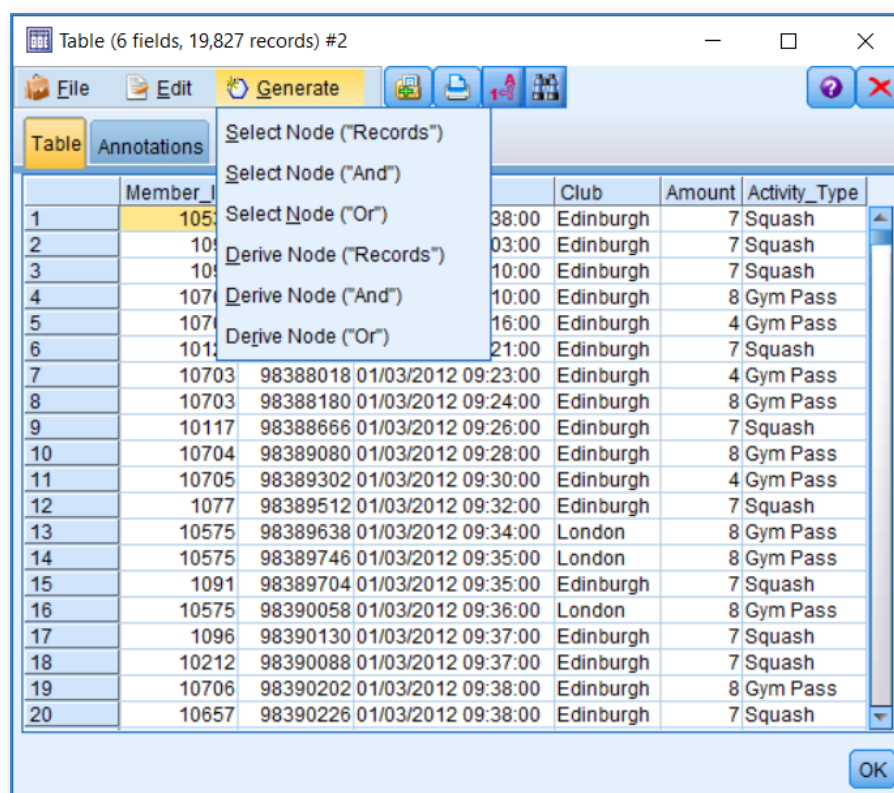 Table (6 fields, 19,827 records) #2
File Edit Generate
Table Annotations
Select Node ("Records")
Select Node ("And")
Select Node ("Or")
Derive Node ("Records")
Derive Node ("And")
Derive Node ("Or")
Club Amount Activity_Type
1 38:00 Edinburgh 7 Squash
2 03:00 Edinburgh 7 Squash
3 10:00 Edinburgh 7 Squash
4 10:00 Edinburgh 8 Gym Pass
5 16:00 Edinburgh 4 Gym Pass
6 21:00 Edinburgh 7 Squash
7 10703 98388018 01/03/2012 09:23:00 Edinburgh 4 Gym Pass
8 10703 98388180 01/03/2012 09:24:00 Edinburgh 8 Gym Pass
9 10117 98388666 01/03/2012 09:26:00 Edinburgh 7 Squash
10 10704 98389080 01/03/2012 09:28:00 Edinburgh 8 Gym Pass
11 10705 98389302 01/03/2012 09:30:00 Edinburgh 4 Gym Pass
12 1077 98389512 01/03/2012 09:32:00 Edinburgh 7 Squash
13 10575 98389638 01/03/2012 09:34:00 London 8 Gym Pass
14 10575 98389746 01/03/2012 09:35:00 London 8 Gym Pass
15 1091 98389704 01/03/2012 09:35:00 Edinburgh 7 Squash
16 10575 98390058 01/03/2012 09:36:00 London 8 Gym Pass
17 1096 98390130 01/03/2012 09:37:00 Edinburgh 7 Squash
18 10212 98390088 01/03/2012 09:37:00 Edinburgh 7 Squash
19 10706 98390202 01/03/2012 09:38:00 Edinburgh 8 Gym Pass
20 10657 98390226 01/03/2012 09:38:00 Edinburgh 7 Squash
OK